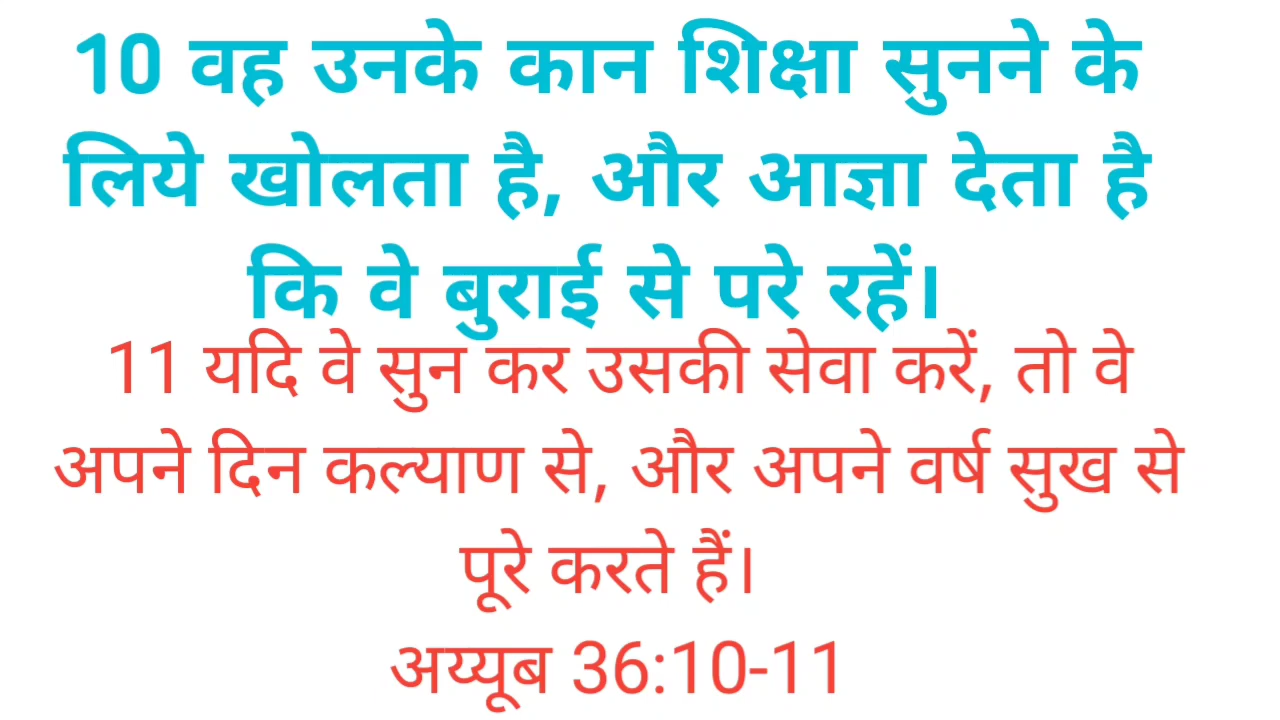 10 वह उनके कान शिक्षा सुनने के
लिये खोलता है, और आज्ञा देता है
कि वे बुराई से परे रहें।
11 यदि वे सुन कर उसकी सेवा करें, तो वे
अपने दिन कल्याण से, और अपने वर्ष सुख से
पूरे करते हैं।
अय्यूब 36:10-11